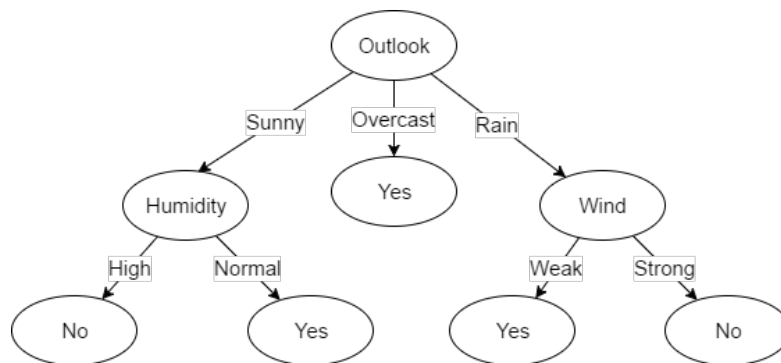 Outlook
Sunny Overcast Rain
Humidity Yes Wind
High Normal Weak Strong
No Yes Yes No